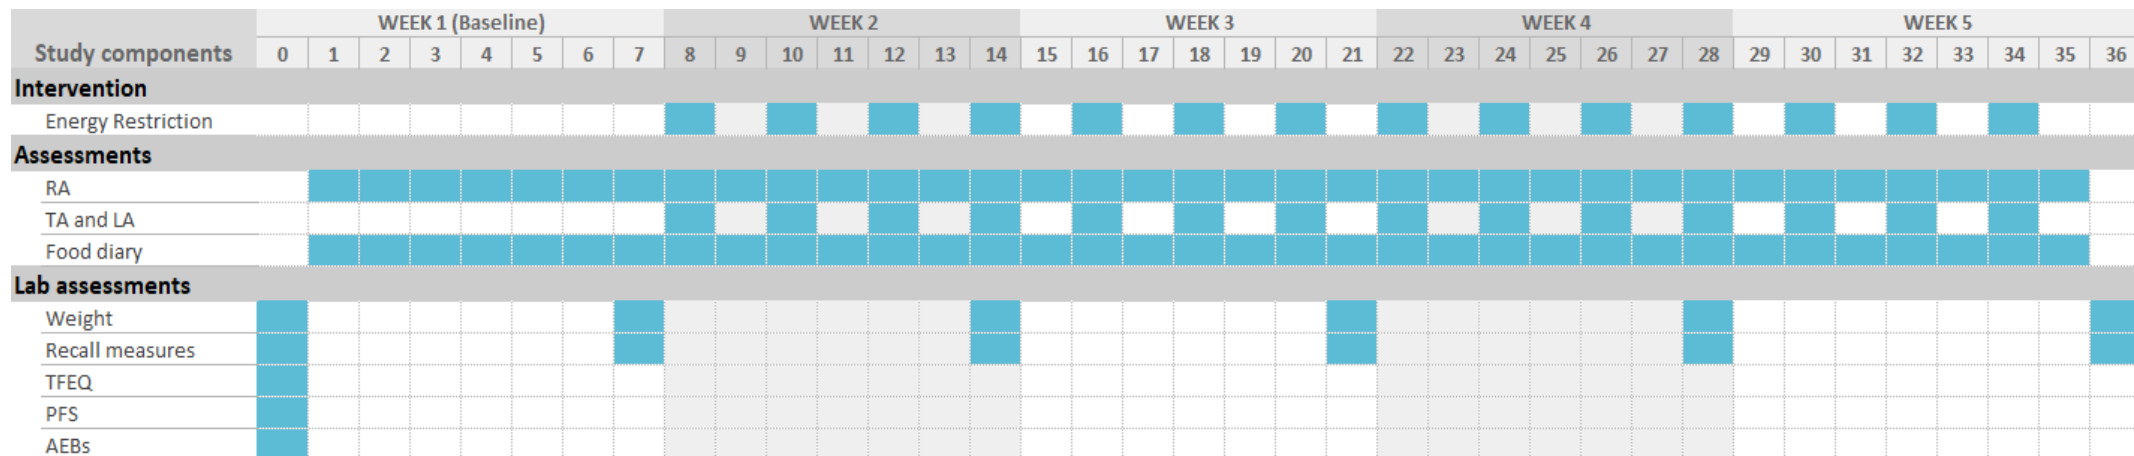 WEEK 1 (Baseline) WEEK 2 WEEK 3 WEEK 4 WEEK 5
Study components 0 1 2 3 4 5 6 7 8 9 10 11 12 13 14 15 16 17 18 19 20 21 22 23 24 25 26 27 28 29 30 31 32 33 34 35 36
Intervention
Energy Restriction
Assessments
RA
TA and LA
Food diary
Lab assessments
Weight
Recall measures
TFEQ
PFS
AEBs